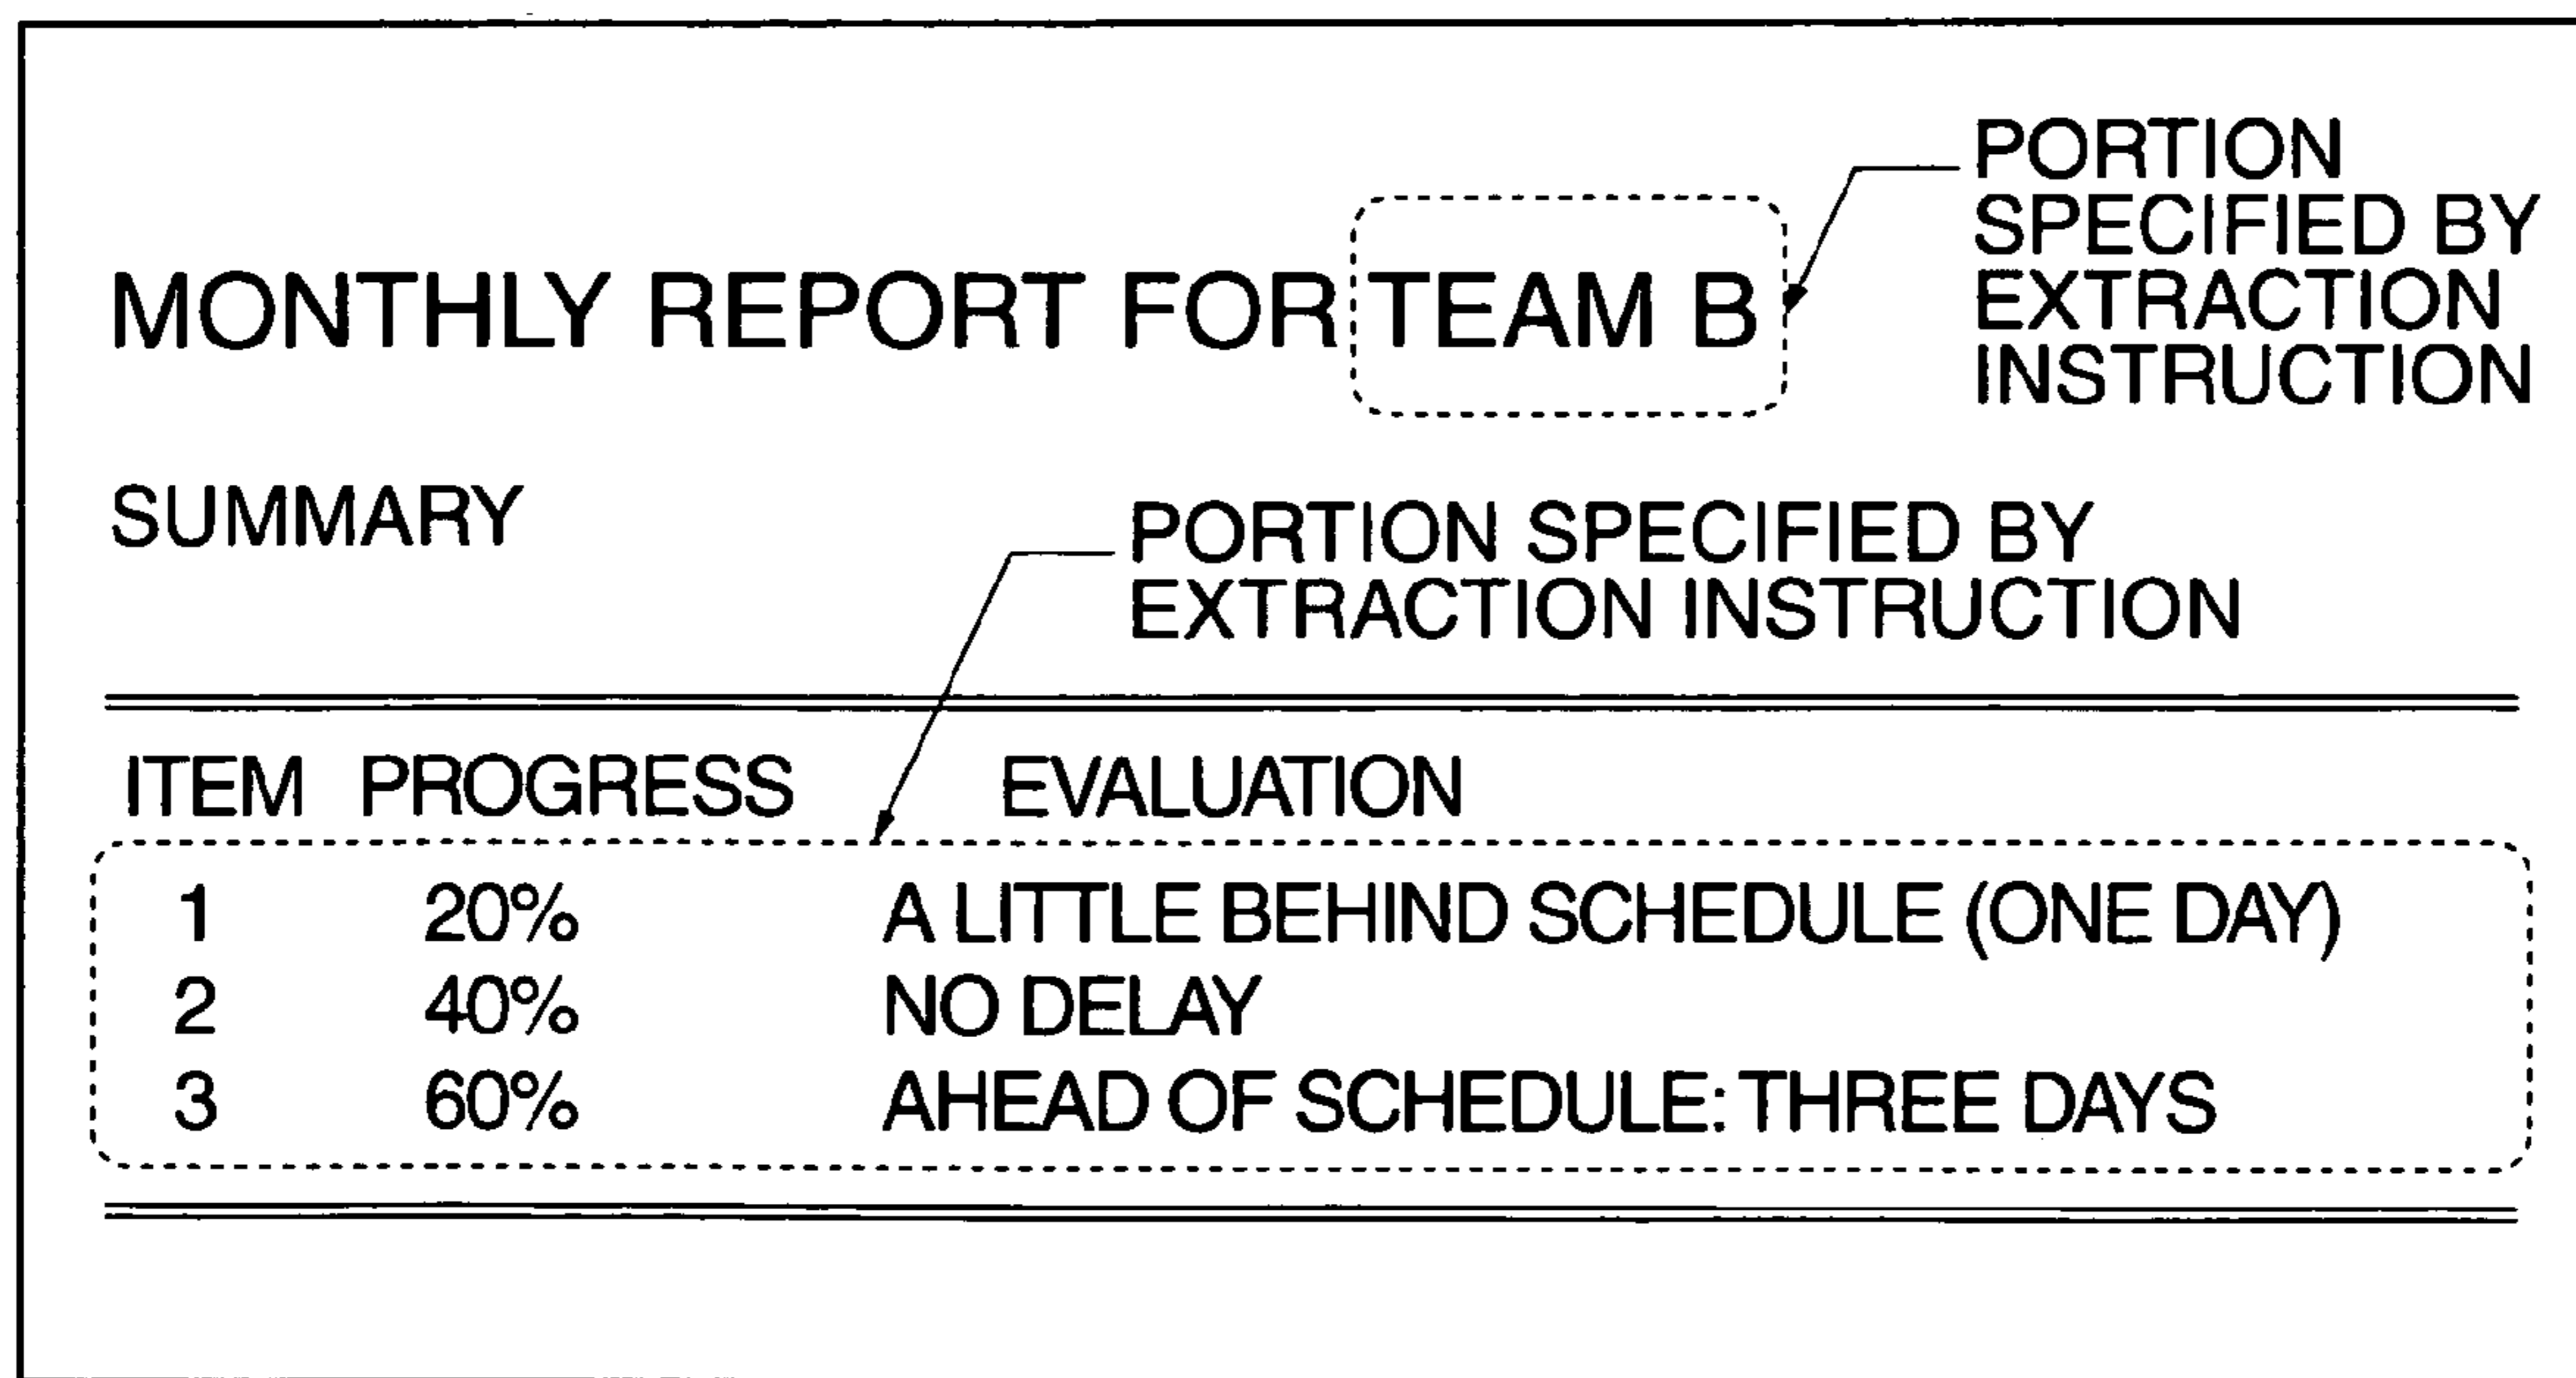 PORTION
SPECIFIED BY
EXTRACTION
INSTRUCTION
MONTHLY REPORT FOR TEAM B
SUMMARY
PORTION SPECIFIED BY
EXTRACTION INSTRUCTION
ITEM PROGRESS EVALUATION
1 20% A LITTLE BEHIND SCHEDULE (ONE DAY)
2 40% NO DELAY
3 60% AHEAD OF SCHEDULE: THREE DAYS